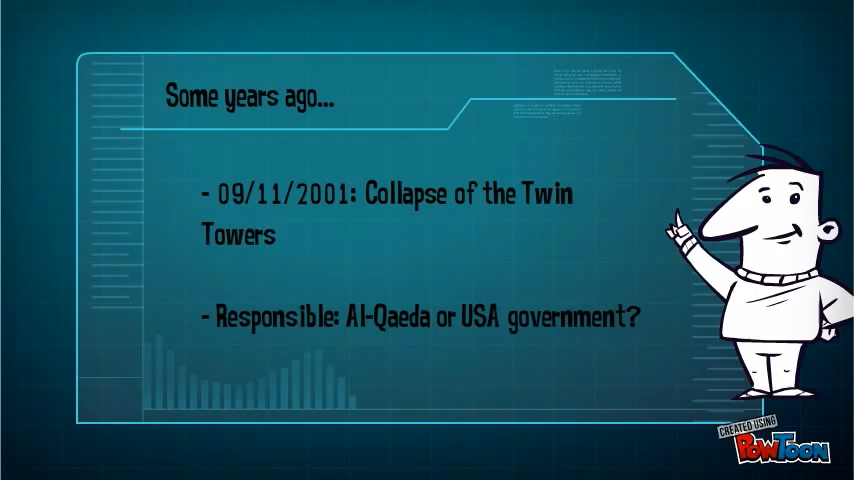 Some years ago...
- 09/11/2001: Collapse of the Twin
Towers
- Responsible: Al-Qaeda or USA government?
CREATED USING
POWTOON